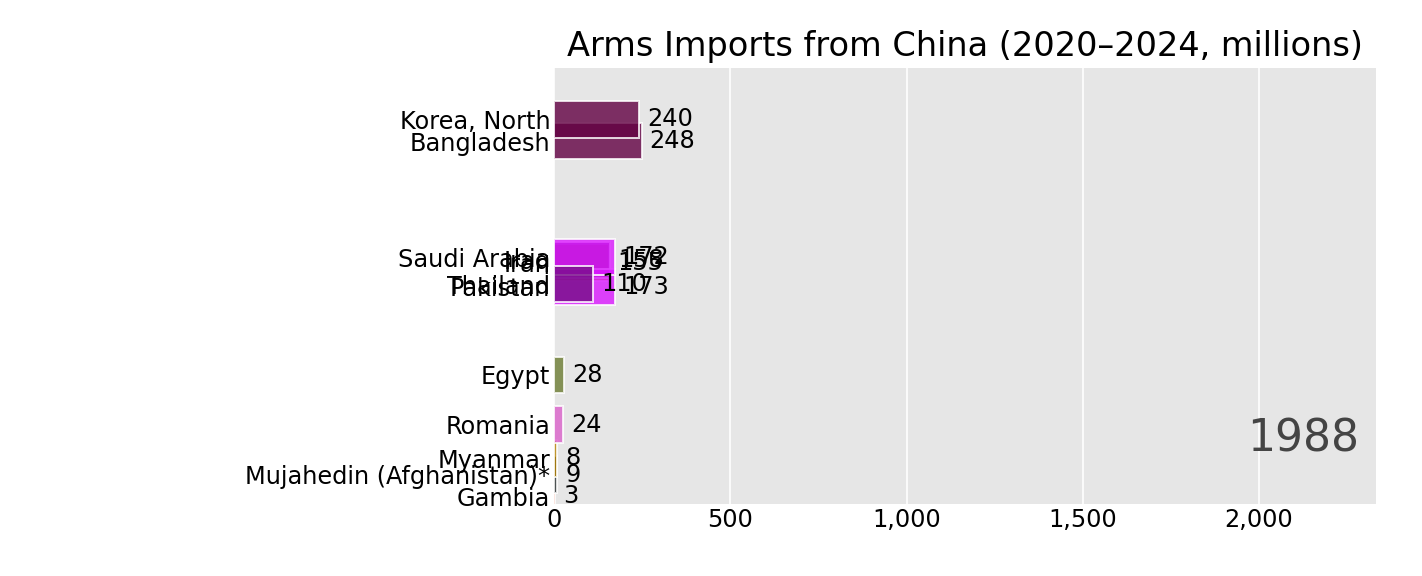 Arms Imports from China (2020–2024, millions)
Korea, North 240
Bangladesh 248
Saudi Arabia 172
Iran
Thailand 110
Pakistan 173
Egypt 28
Romania 24
Myanmar 8
Mujahedin (Afghanistan)* 9
Gambia 3
1988
0 500 1,000 1,500 2,000